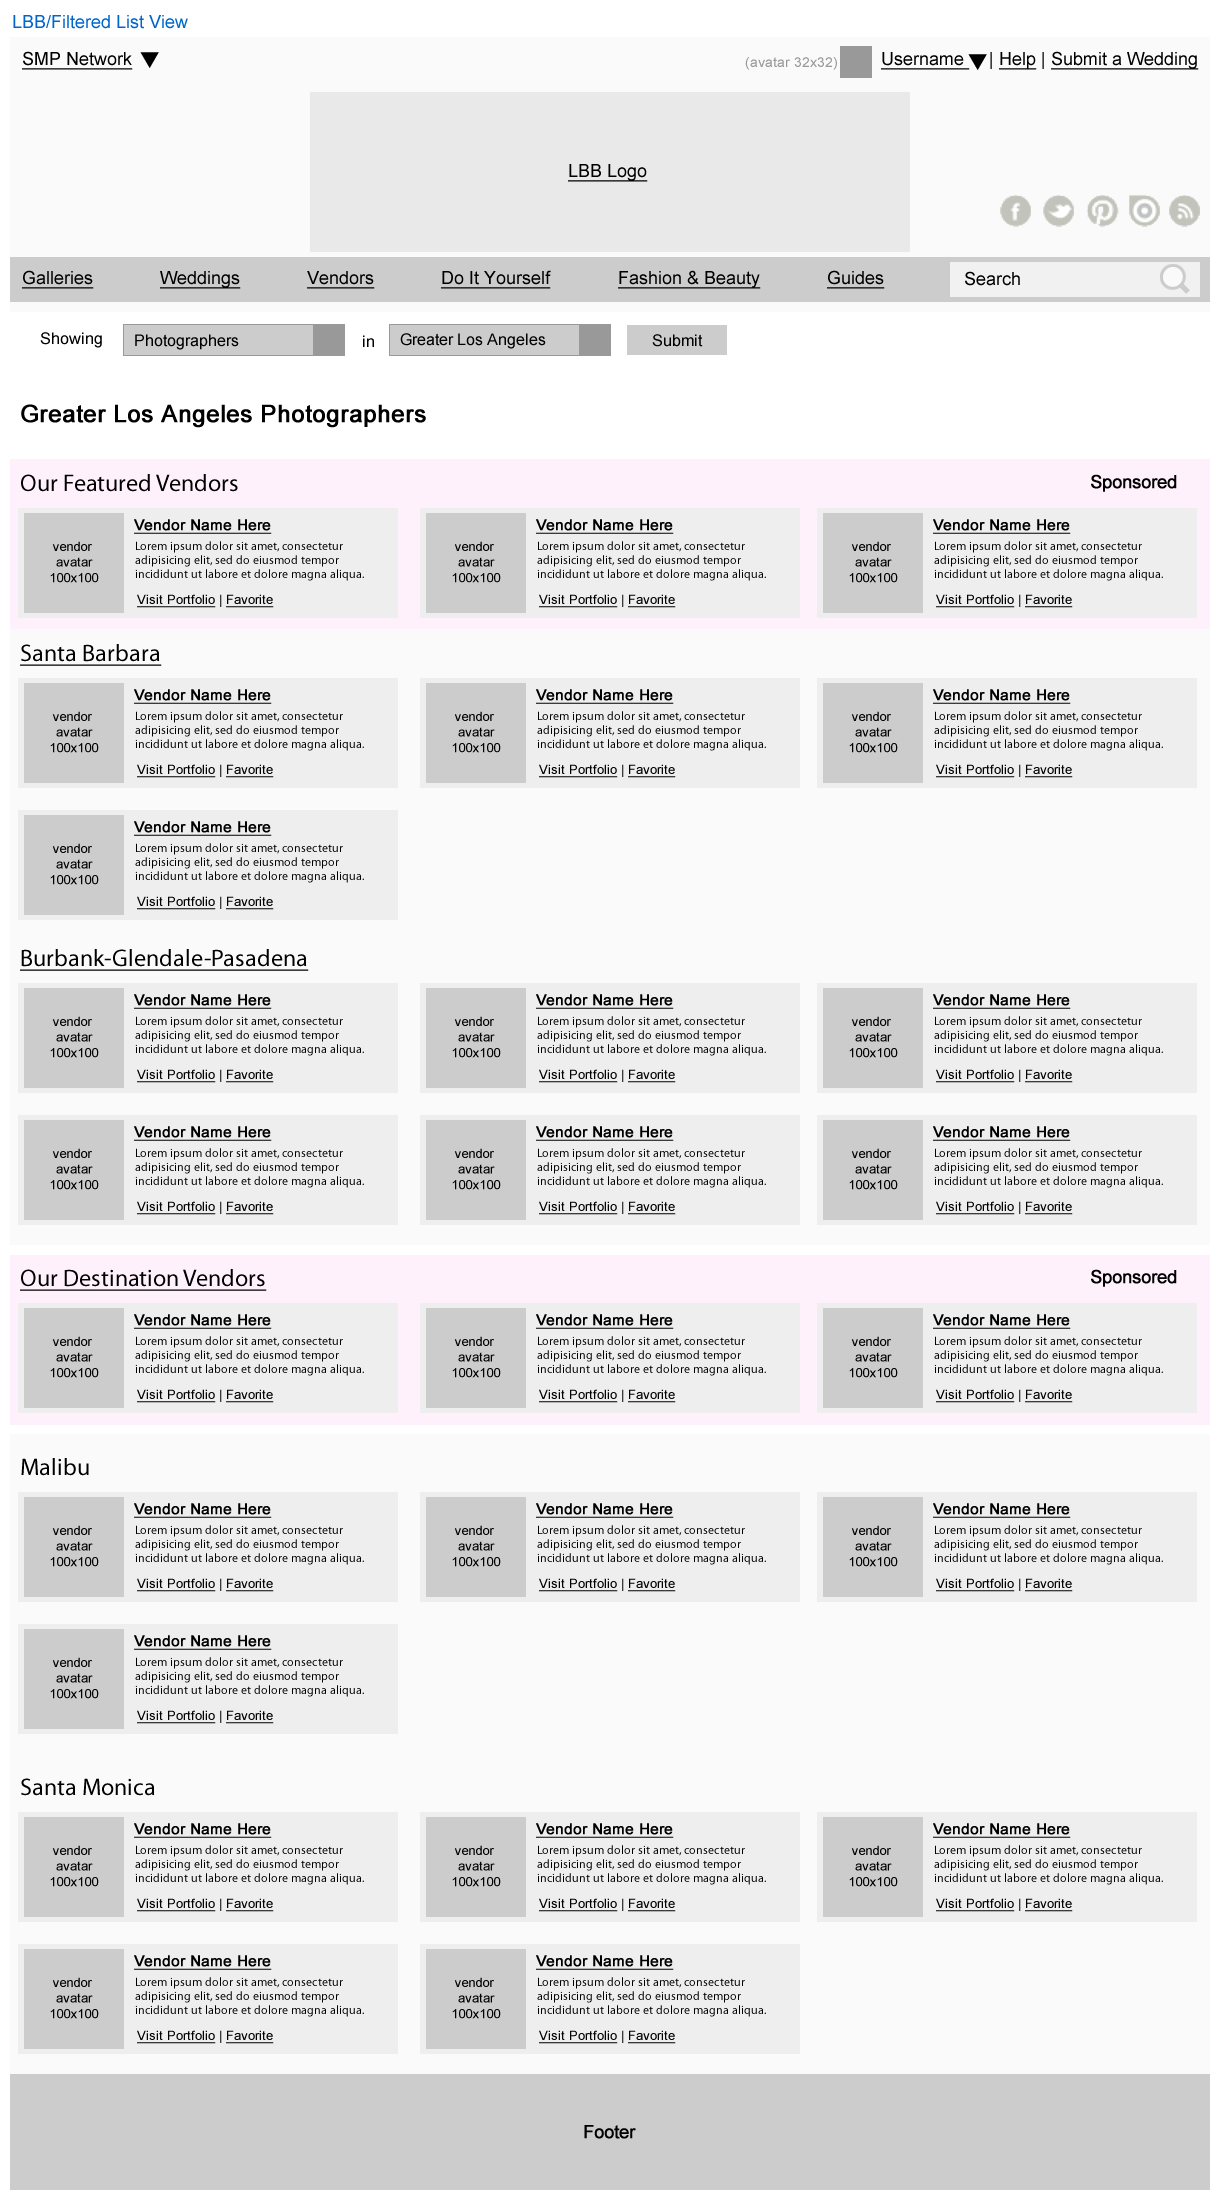 LBB/Filtered List View
SMP Network
(avatar 32x32)
Username | Help | Submit a Wedding
LBB Logo
Galleries Weddings Vendors Do It Yourself Fashion & Beauty Guides Search
Showing Photographers in Greater Los Angeles Submit
Greater Los Angeles Photographers
Our Featured Vendors
Sponsored
vendor
avatar
100x100
Vendor Name Here
Lorem ipsum dolor sit amet, consectetur
adipisicing elit, sed do eiusmod tempor
incididunt ut labore et dolore magna aliqua.
Visit Portfolio | Favorite
vendor
avatar
100x100
Vendor Name Here
Lorem ipsum dolor sit amet, consectetur
adipisicing elit, sed do eiusmod tempor
incididunt ut labore et dolore magna aliqua.
Visit Portfolio | Favorite
vendor
avatar
100x100
Vendor Name Here
Lorem ipsum dolor sit amet, consectetur
adipisicing elit, sed do eiusmod tempor
incididunt ut labore et dolore magna aliqua.
Visit Portfolio | Favorite
Santa Barbara
vendor
avatar
100x100
Vendor Name Here
Lorem ipsum dolor sit amet, consectetur
adipisicing elit, sed do eiusmod tempor
incididunt ut labore et dolore magna aliqua.
Visit Portfolio | Favorite
vendor
avatar
100x100
Vendor Name Here
Lorem ipsum dolor sit amet, consectetur
adipisicing elit, sed do eiusmod tempor
incididunt ut labore et dolore magna aliqua.
Visit Portfolio | Favorite
vendor
avatar
100x100
Vendor Name Here
Lorem ipsum dolor sit amet, consectetur
adipisicing elit, sed do eiusmod tempor
incididunt ut labore et dolore magna aliqua.
Visit Portfolio | Favorite
vendor
avatar
100x100
Vendor Name Here
Lorem ipsum dolor sit amet, consectetur
adipisicing elit, sed do eiusmod tempor
incididunt ut labore et dolore magna aliqua.
Visit Portfolio | Favorite
Burbank-Glendale-Pasadena
vendor
avatar
100x100
Vendor Name Here
Lorem ipsum dolor sit amet, consectetur
adipisicing elit, sed do eiusmod tempor
incididunt ut labore et dolore magna aliqua.
Visit Portfolio | Favorite
vendor
avatar
100x100
Vendor Name Here
Lorem ipsum dolor sit amet, consectetur
adipisicing elit, sed do eiusmod tempor
incididunt ut labore et dolore magna aliqua.
Visit Portfolio | Favorite
vendor
avatar
100x100
Vendor Name Here
Lorem ipsum dolor sit amet, consectetur
adipisicing elit, sed do eiusmod tempor
incididunt ut labore et dolore magna aliqua.
Visit Portfolio | Favorite
vendor
avatar
100x100
Vendor Name Here
Lorem ipsum dolor sit amet, consectetur
adipisicing elit, sed do eiusmod tempor
incididunt ut labore et dolore magna aliqua.
Visit Portfolio | Favorite
vendor
avatar
100x100
Vendor Name Here
Lorem ipsum dolor sit amet, consectetur
adipisicing elit, sed do eiusmod tempor
incididunt ut labore et dolore magna aliqua.
Visit Portfolio | Favorite
vendor
avatar
100x100
Vendor Name Here
Lorem ipsum dolor sit amet, consectetur
adipisicing elit, sed do eiusmod tempor
incididunt ut labore et dolore magna aliqua.
Visit Portfolio | Favorite
Our Destination Vendors
Sponsored
vendor
avatar
100x100
Vendor Name Here
Lorem ipsum dolor sit amet, consectetur
adipisicing elit, sed do eiusmod tempor
incididunt ut labore et dolore magna aliqua.
Visit Portfolio | Favorite
vendor
avatar
100x100
Vendor Name Here
Lorem ipsum dolor sit amet, consectetur
adipisicing elit, sed do eiusmod tempor
incididunt ut labore et dolore magna aliqua.
Visit Portfolio | Favorite
vendor
avatar
100x100
Vendor Name Here
Lorem ipsum dolor sit amet, consectetur
adipisicing elit, sed do eiusmod tempor
incididunt ut labore et dolore magna aliqua.
Visit Portfolio | Favorite
Malibu
vendor
avatar
100x100
Vendor Name Here
Lorem ipsum dolor sit amet, consectetur
adipisicing elit, sed do eiusmod tempor
incididunt ut labore et dolore magna aliqua.
Visit Portfolio | Favorite
vendor
avatar
100x100
Vendor Name Here
Lorem ipsum dolor sit amet, consectetur
adipisicing elit, sed do eiusmod tempor
incididunt ut labore et dolore magna aliqua.
Visit Portfolio | Favorite
vendor
avatar
100x100
Vendor Name Here
Lorem ipsum dolor sit amet, consectetur
adipisicing elit, sed do eiusmod tempor
incididunt ut labore et dolore magna aliqua.
Visit Portfolio | Favorite
vendor
avatar
100x100
Vendor Name Here
Lorem ipsum dolor sit amet, consectetur
adipisicing elit, sed do eiusmod tempor
incididunt ut labore et dolore magna aliqua.
Visit Portfolio | Favorite
Santa Monica
vendor
avatar
100x100
Vendor Name Here
Lorem ipsum dolor sit amet, consectetur
adipisicing elit, sed do eiusmod tempor
incididunt ut labore et dolore magna aliqua.
Visit Portfolio | Favorite
vendor
avatar
100x100
Vendor Name Here
Lorem ipsum dolor sit amet, consectetur
adipisicing elit, sed do eiusmod tempor
incididunt ut labore et dolore magna aliqua.
Visit Portfolio | Favorite
vendor
avatar
100x100
Vendor Name Here
Lorem ipsum dolor sit amet, consectetur
adipisicing elit, sed do eiusmod tempor
incididunt ut labore et dolore magna aliqua.
Visit Portfolio | Favorite
vendor
avatar
100x100
Vendor Name Here
Lorem ipsum dolor sit amet, consectetur
adipisicing elit, sed do eiusmod tempor
incididunt ut labore et dolore magna aliqua.
Visit Portfolio | Favorite
vendor
avatar
100x100
Vendor Name Here
Lorem ipsum dolor sit amet, consectetur
adipisicing elit, sed do eiusmod tempor
incididunt ut labore et dolore magna aliqua.
Visit Portfolio | Favorite
Footer